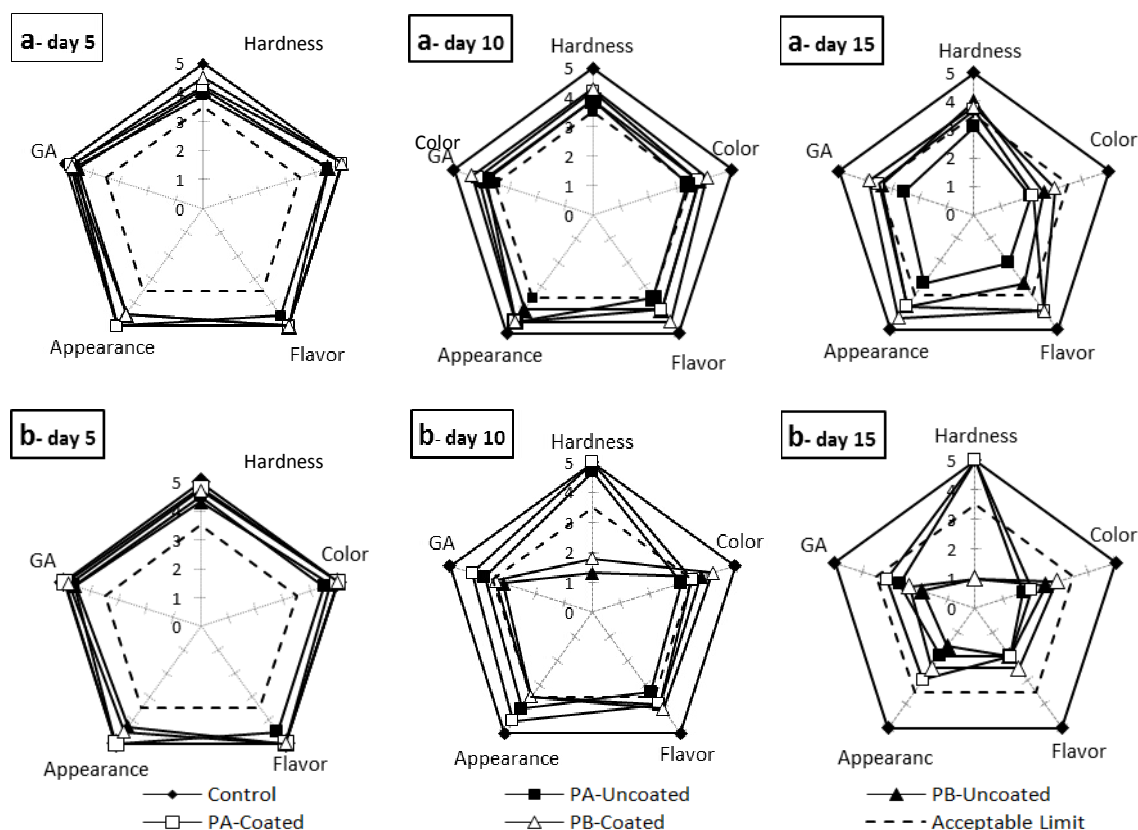 a- day 5
Hardness
5
4
3
2
1
0
GA
Appearance
Flavor
a- day 10
Hardness
5
4
3
2
1
0
Color
GA
Color
Appearance
Flavor
a- day 15
Hardness
5
4
3
2
1
0
GA
Color
Appearance
Flavor
b- day 5
Hardness
5
4
3
2
1
0
GA
Color
Appearance
Flavor
b- day 10
Hardness
5
4
3
2
1
0
GA
Color
Appearance
Flavor
b- day 15
Hardness
5
4
3
2
1
0
GA
Color
Appearanc
Flavor
Control PA-Uncoated PB-Uncoated
PA-Coated PB-Coated Acceptable Limit